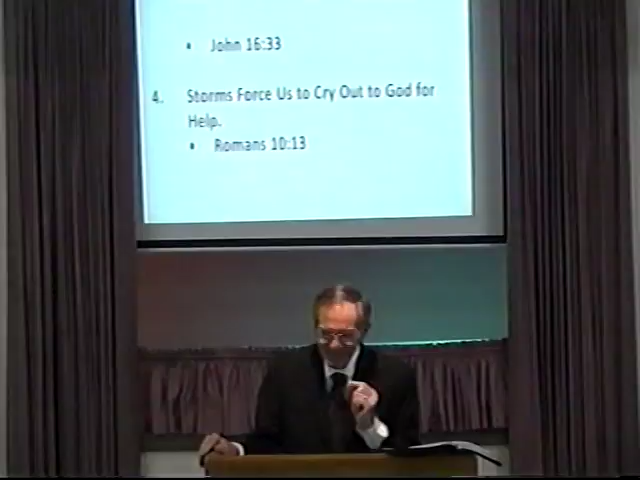 • John 16:33
4. Storms Force Us to Cry Out to God for
Help.
• Romans 10:13